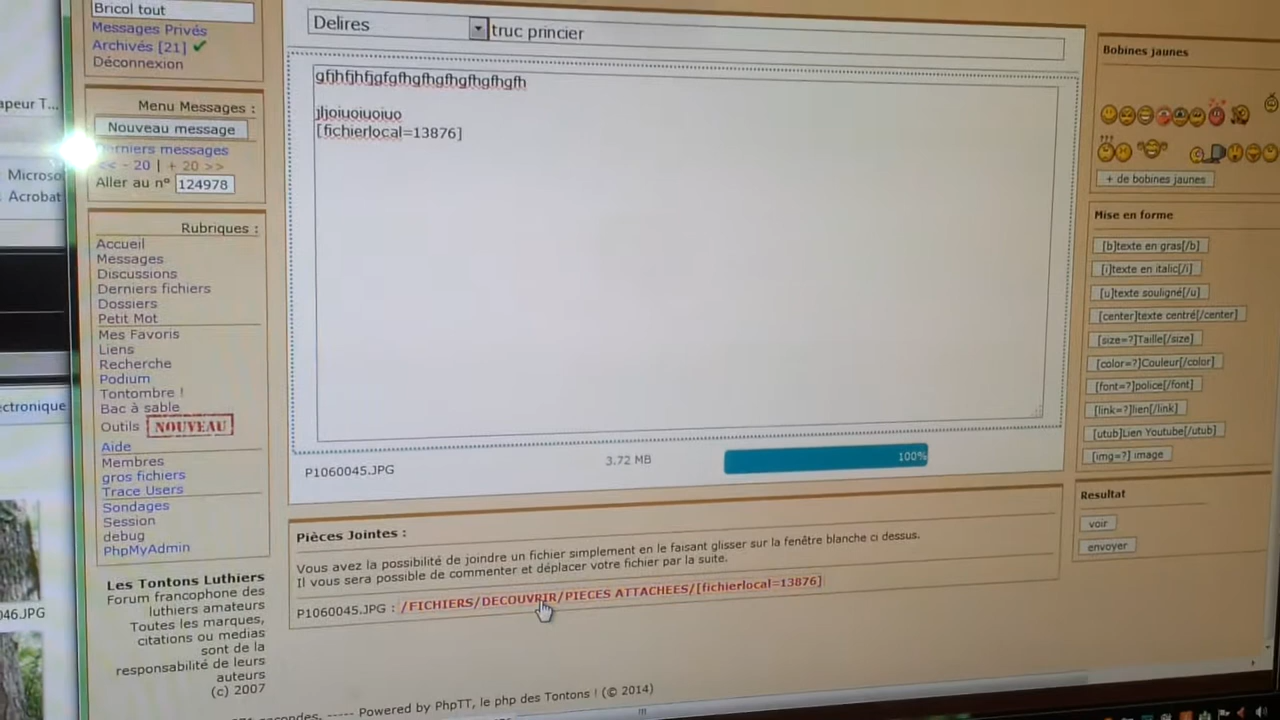 Bricol tout
Messages Privés
Archivés [21]
Déconnexion
apeur T...
Microso
Acrobat
ectronique
046.JPG
Menu Messages :
Nouveau message
Derniers messages
<< - 20 | + 20 >>
Aller au n° 124978
Rubriques :
Accueil
Messages
Discussions
Derniers fichiers
Dossiers
Petit Mot
Mes Favoris
Liens
Recherche
Podium
Tontombre !
Bac à sable
Outils NOUVEAU
Aide
Membres
gros fichiers
Trace Users
Sondages
Session
debug
PhpMyAdmin
Les Tontons Luthiers
Forum francophone des
luthiers amateurs
Toutes les marques,
citations ou medias
sont de la
responsabilité de leurs
auteurs
(c) 2007
Delires truc princier
gfjhfjhfjgfgfhgfhgfhgfhgfhgfh
jljoiuoiuoiuo
[fichierlocal=13876]
P1060045.JPG 3.72 MB 100%
Pièces Jointes :
Vous avez la possibilité de joindre un fichier simplement en le faisant glisser sur la fenêtre blanche ci dessus.
Il vous sera possible de commenter et déplacer votre fichier par la suite.
P1060045.JPG : /FICHIERS/DECOUVRIR/PIECES ATTACHEES/[fichierlocal=13876]
secondes, ----- Powered by PhpTT, le php des Tontons ! (© 2014)
Bobines jaunes
+ de bobines jaunes
Mise en forme
[b]texte en gras[/b]
[i]texte en italic[/i]
[u]texte souligné[/u]
[center]texte centré[/center]
[size=?]Taille[/size]
[color=?]Couleur[/color]
[font=?]police[/font]
[link=?]lien[/link]
[utub]Lien Youtube[/utub]
[img=?] image
Resultat
voir
envoyer